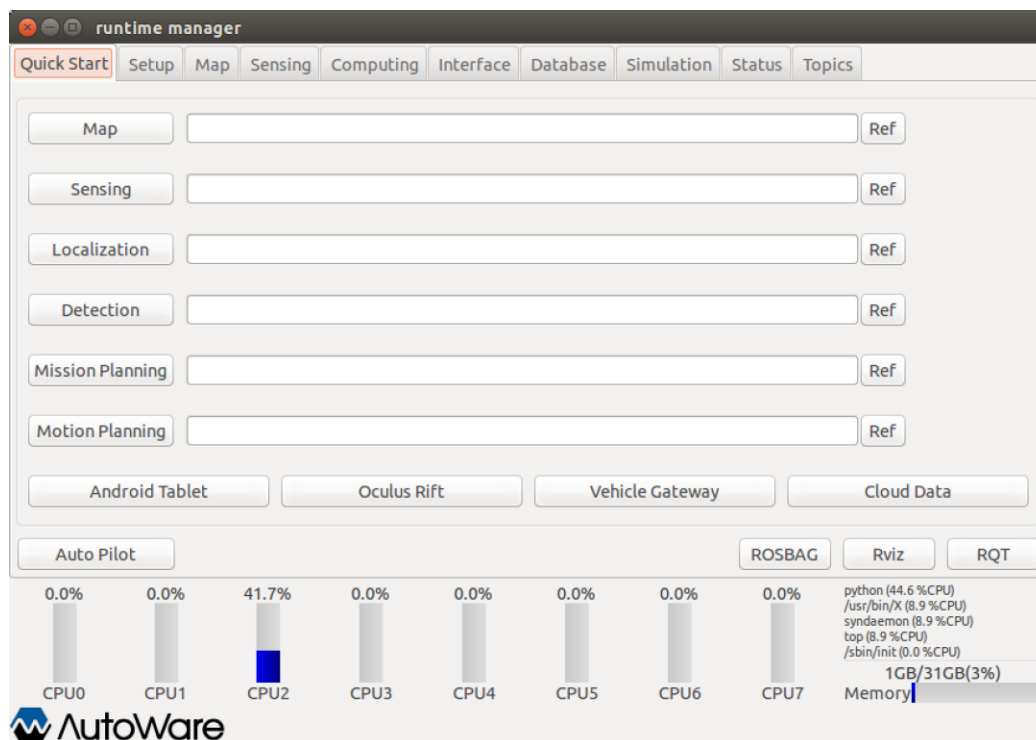 runtime manager
Quick Start Setup Map Sensing Computing Interface Database Simulation Status Topics
Map Ref
Sensing Ref
Localization Ref
Detection Ref
Mission Planning Ref
Motion Planning Ref
Android Tablet Oculus Rift Vehicle Gateway Cloud Data
Auto Pilot ROSBAG Rviz RQT
0.0% 0.0% 41.7% 0.0% 0.0% 0.0% 0.0% 0.0%
CPU0 CPU1 CPU2 CPU3 CPU4 CPU5 CPU6 CPU7
python (44.6 %CPU)
/usr/bin/X (8.9 %CPU)
syndaemon (8.9 %CPU)
top (8.9 %CPU)
/sbin/init (0.0 %CPU)
1GB/31GB(3%)
Memory
AutoWare